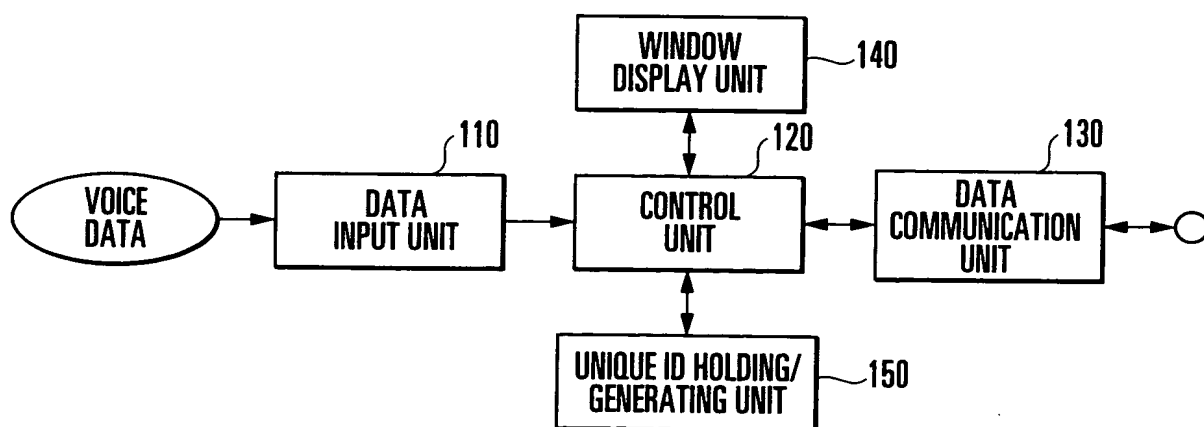 WINDOW
DISPLAY UNIT
140
110
120
130
VOICE
DATA
DATA
INPUT UNIT
CONTROL
UNIT
DATA
COMMUNICATION
UNIT
UNIQUE ID HOLDING/
GENERATING UNIT
150